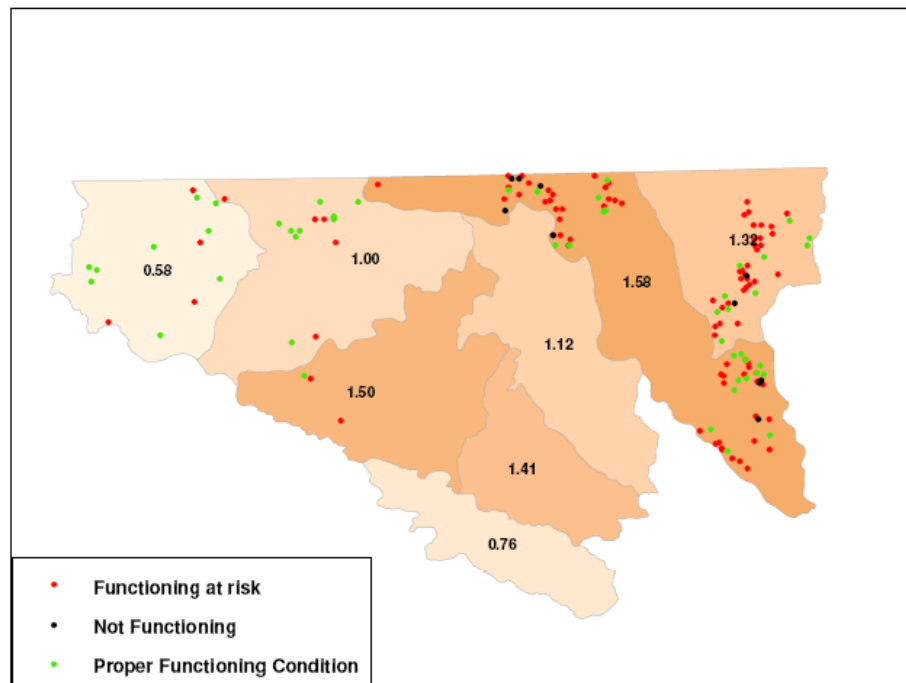 1.32
0.58
1.00
1.58
1.12
1.50
1.41
0.76
Functioning at risk
Not Functioning
Proper Functioning Condition